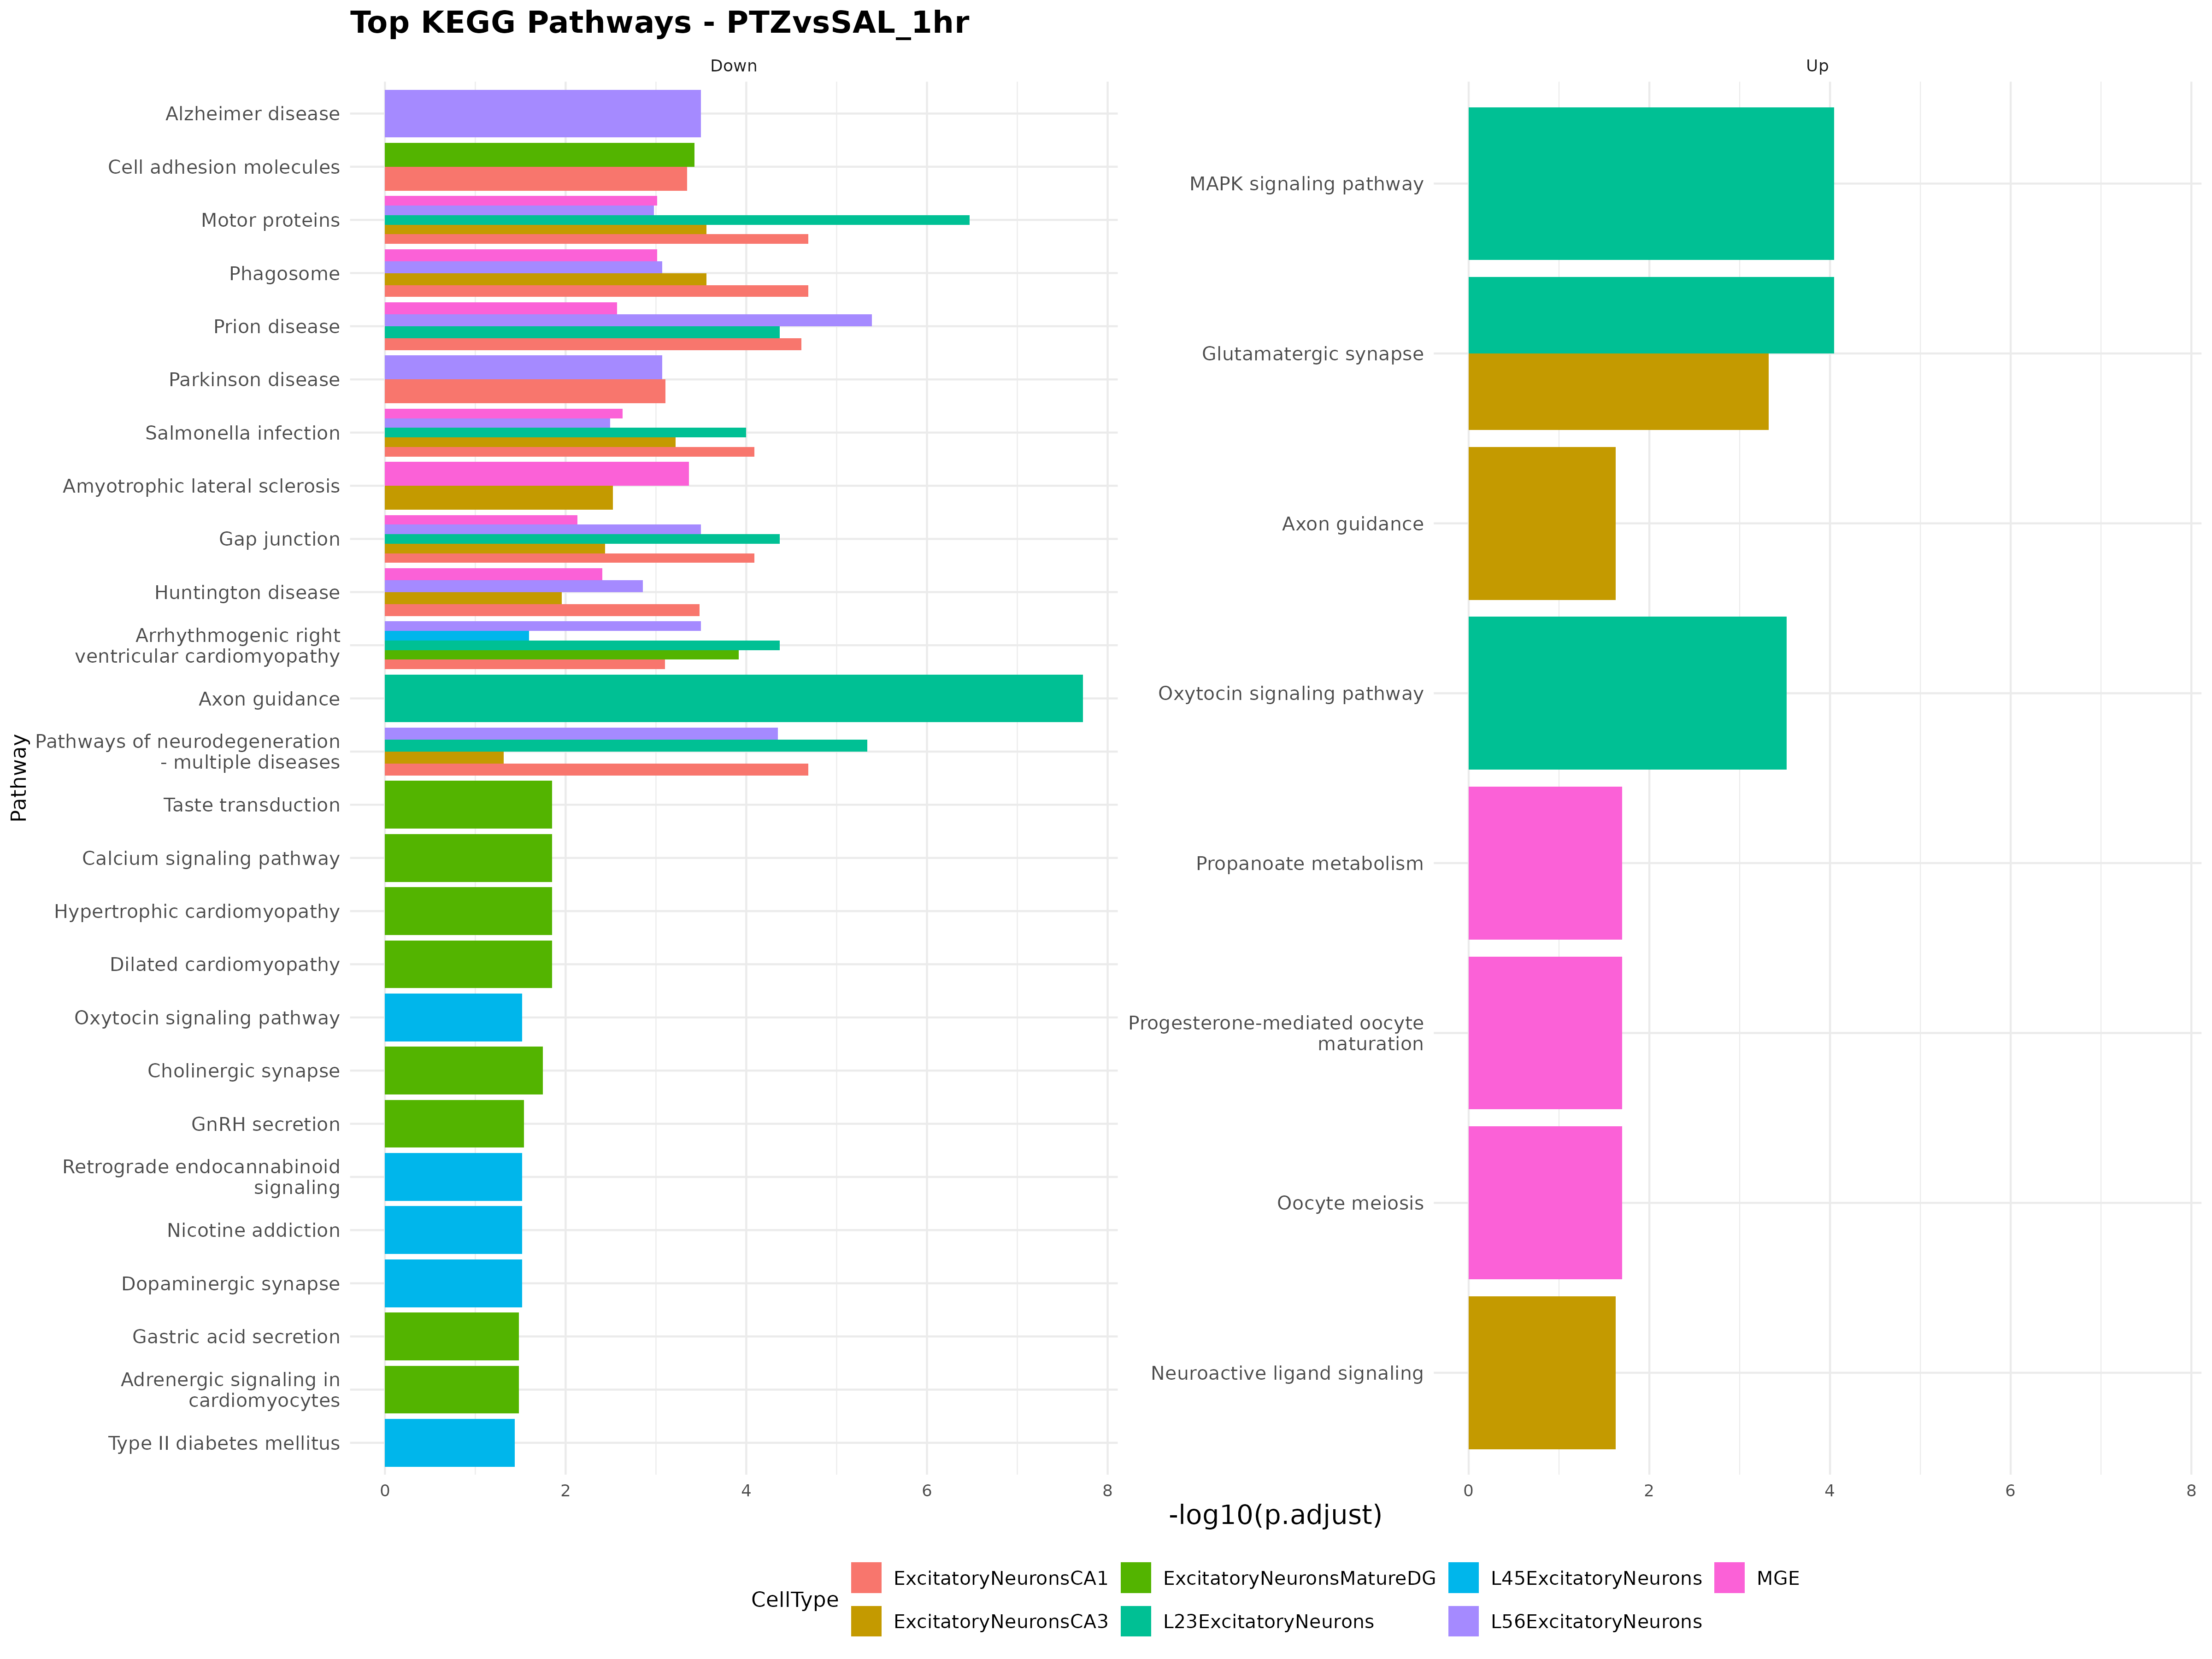 Top KEGG Pathways - PTZvsSAL_1hr
Down
Alzheimer disease
Cell adhesion molecules
Motor proteins
Phagosome
Prion disease
Parkinson disease
Salmonella infection
Amyotrophic lateral sclerosis
Gap junction
Huntington disease
Arrhythmogenic right
ventricular cardiomyopathy
Axon guidance
Pathways of neurodegeneration
- multiple diseases
Taste transduction
Calcium signaling pathway
Hypertrophic cardiomyopathy
Dilated cardiomyopathy
Oxytocin signaling pathway
Cholinergic synapse
GnRH secretion
Retrograde endocannabinoid
signaling
Nicotine addiction
Dopaminergic synapse
Gastric acid secretion
Adrenergic signaling in
cardiomyocytes
Type II diabetes mellitus
0 2 4 6 8
Up
MAPK signaling pathway
Glutamatergic synapse
Axon guidance
Oxytocin signaling pathway
Propanoate metabolism
Progesterone-mediated oocyte
maturation
Oocyte meiosis
Neuroactive ligand signaling
0 2 4 6 8
Pathway
-log10(p.adjust)
CellType
ExcitatoryNeuronsCA1
ExcitatoryNeuronsCA3
ExcitatoryNeuronsMatureDG
L23ExcitatoryNeurons
L45ExcitatoryNeurons
L56ExcitatoryNeurons
MGE